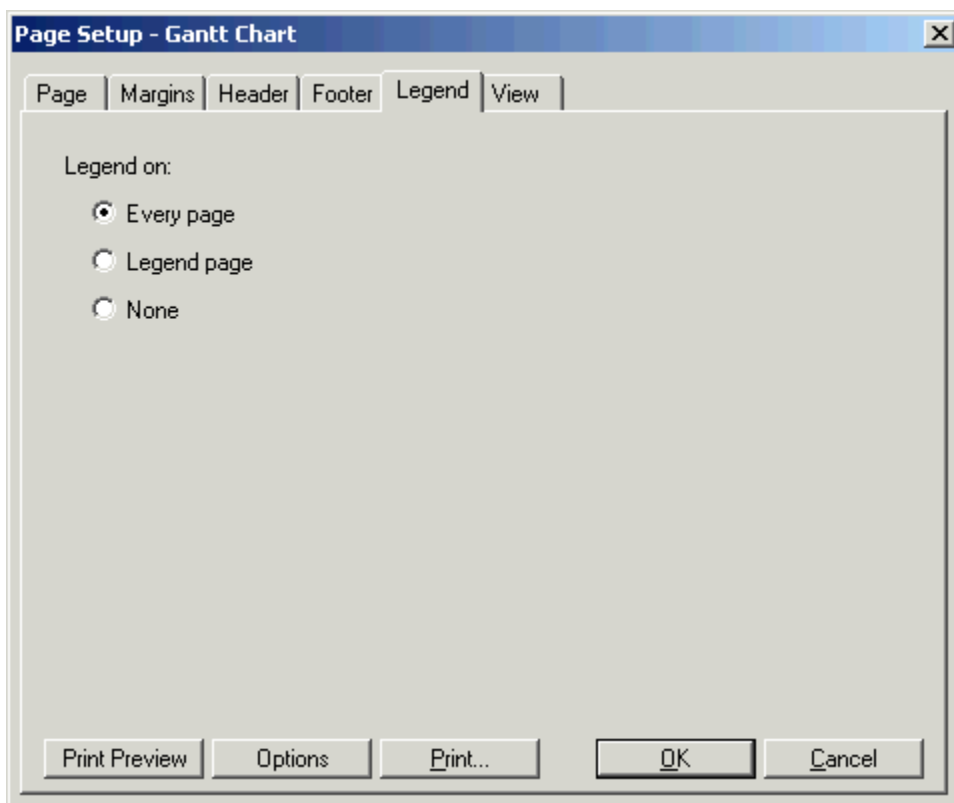 Page Setup - Gantt Chart
Page Margins Header Footer Legend View
Legend on:
Every page
Legend page
None
Print Preview Options Print... OK Cancel